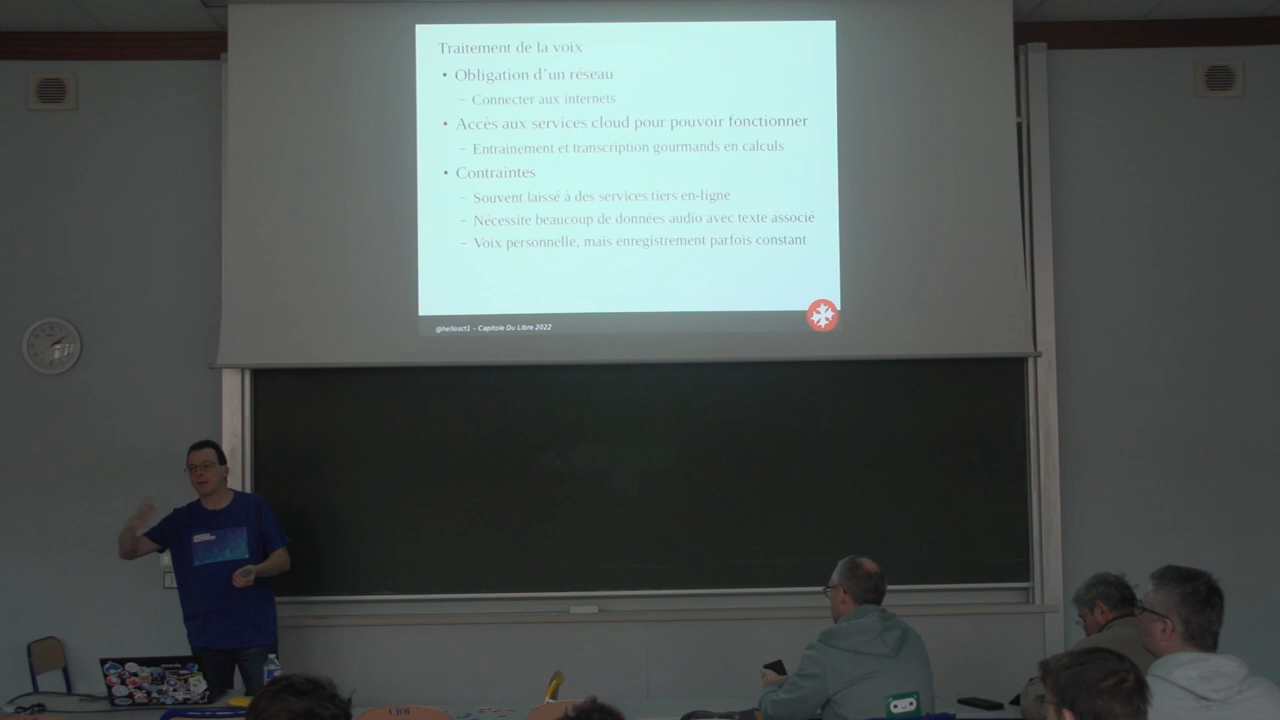 Traitement de la voix
• Obligation d'un réseau
– Connecter aux internets
• Accès aux services cloud pour pouvoir fonctionner
– Entrainement et transcription gourmands en calculs
• Contraintes
– Souvent laissé à des services tiers en-ligne
– Nécessite beaucoup de données audio avec texte associé
– Voix personnelle, mais enregistrement parfois constant
@hellosct1 – Capitole Du Libre 2022